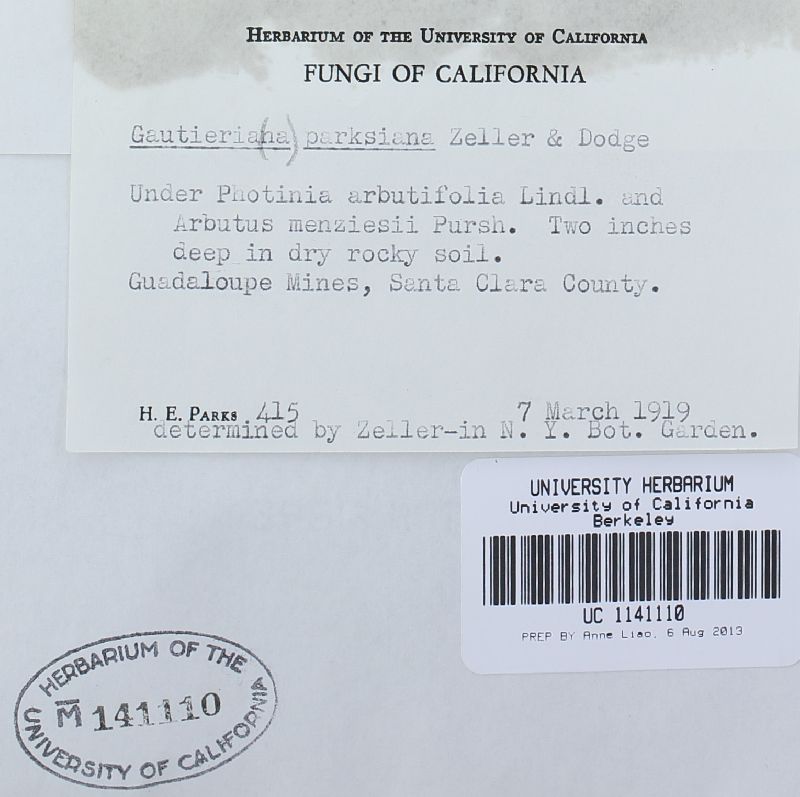 HERBARIUM OF THE UNIVERSITY OF CALIFORNIA
FUNGI OF CALIFORNIA
Gautieria(na) parksiana Zeller & Dodge
Under Photinia arbutifolia Lindl. and
Arbutus menziesii Pursh. Two inches
deep in dry rocky soil.
Guadaloupe Mines, Santa Clara County.
H. E. PARKS 415 7 March 1919
determined by Zeller-in N. Y. Bot. Garden.
UNIVERSITY HERBARIUM
University of California
Berkeley
UC 1141110
PREP BY Anne Liao, 6 Aug 2013
HERBARIUM OF THE
M 141110
UNIVERSITY OF CALIFORNIA